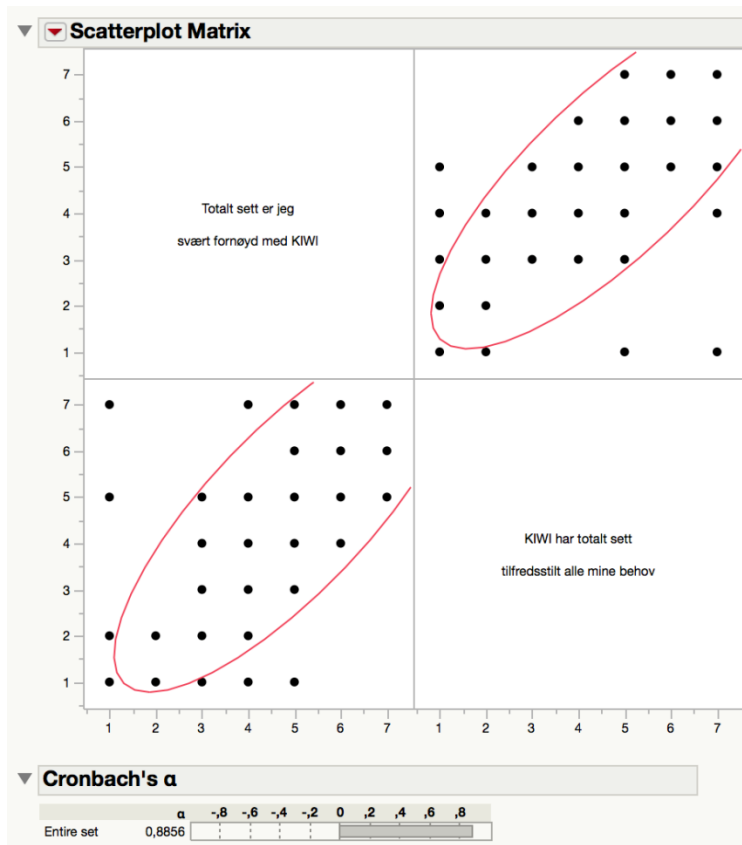 Scatterplot Matrix
7
6
5
4
3
2
1
Totalt sett er jeg
svært fornøyd med KIWI
7
6
5
4
3
2
1
KIWI har totalt sett
tilfredsstilt alle mine behov
1 2 3 4 5 6 7 1 2 3 4 5 6 7
Cronbach's α
α -,8 -,6 -,4 -,2 0 ,2 ,4 ,6 ,8
Entire set 0,8856